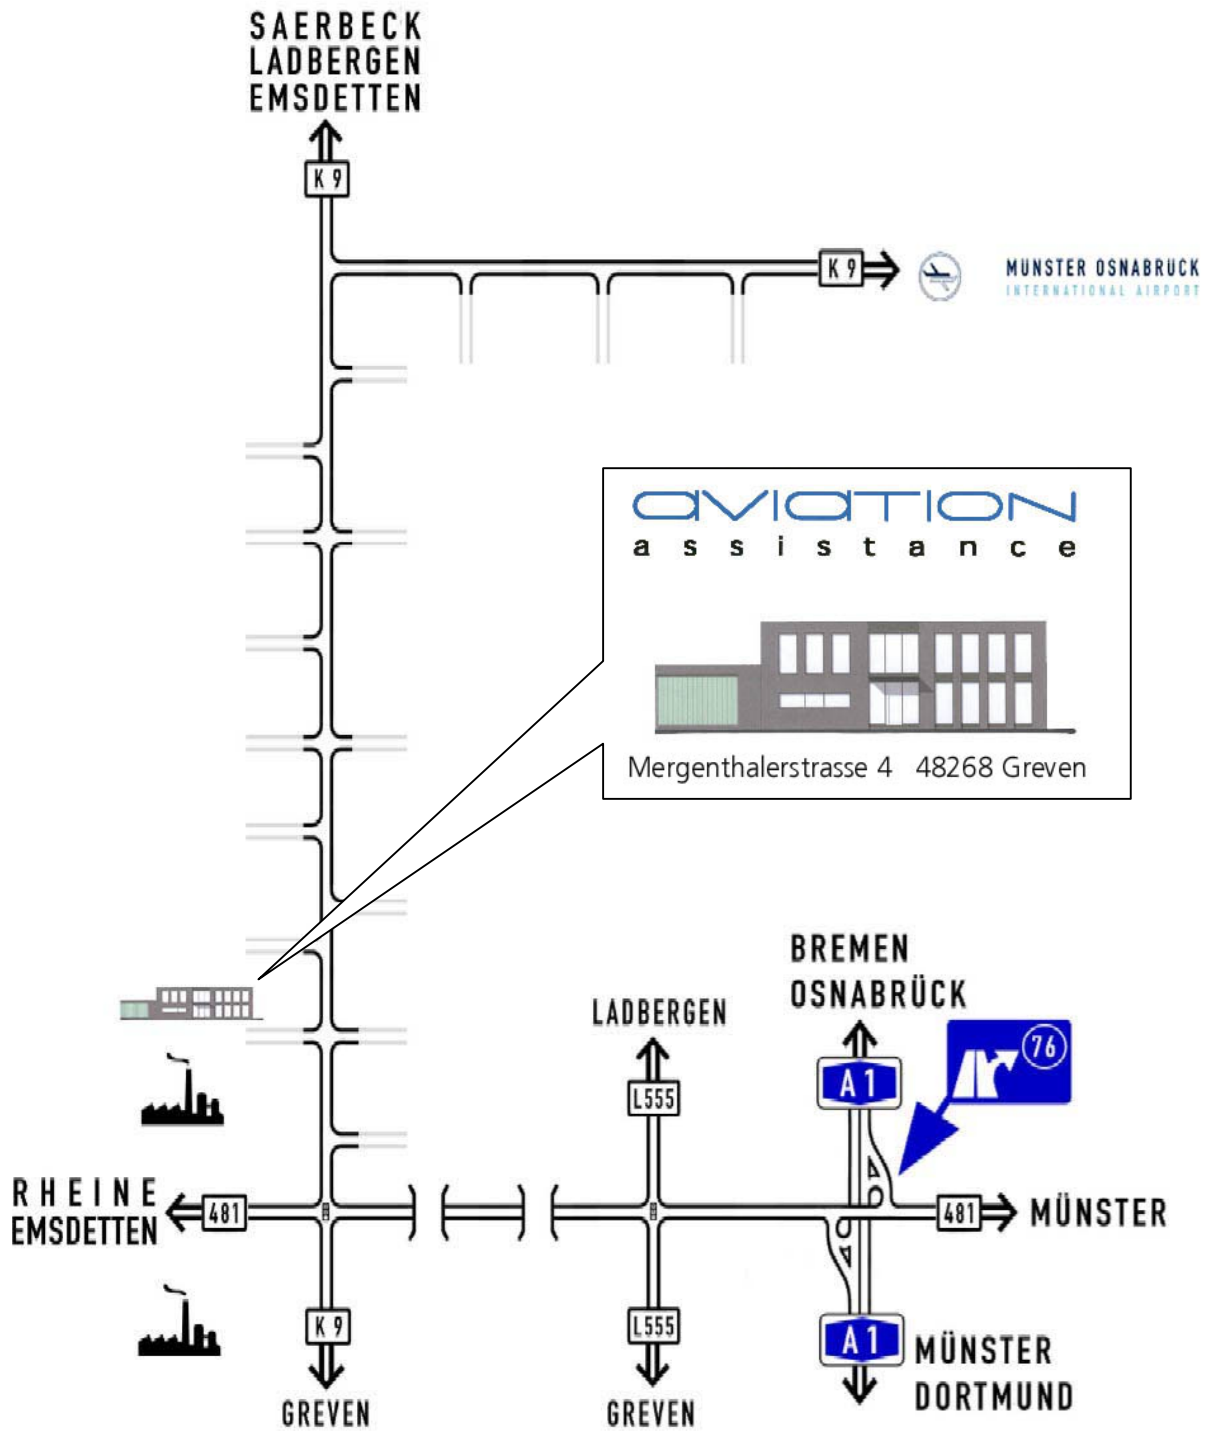 SAERBECK
LADBERGEN
EMSDETTEN
K 9
K 9
MÜNSTER OSNABRÜCK
INTERNATIONAL AIRPORT
AVIATION
assistance
Mergenthalerstrasse 4 48268 Greven
BREMEN
OSNABRÜCK
LADBERGEN
76
A 1
L555
RHEINE
EMSDETTEN
481
481
MÜNSTER
K 9
L555
A 1
MÜNSTER
DORTMUND
GREVEN
GREVEN